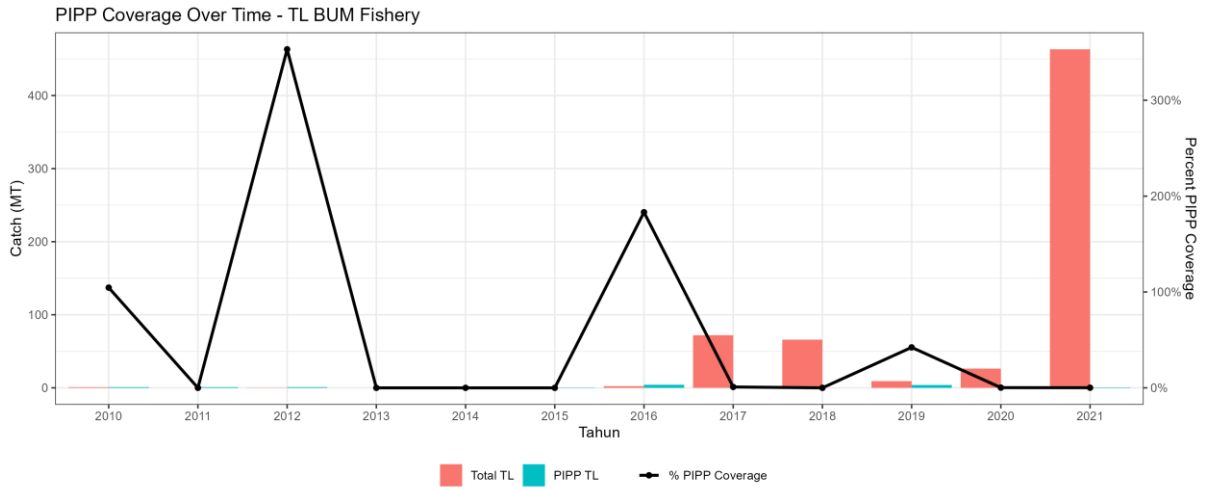 PIPP Coverage Over Time - TL BUM Fishery
Catch (MT)
400
300
200
100
0
300%
200%
100%
0%
Percent PIPP Coverage
2010 2011 2012 2013 2014 2015 2016 2017 2018 2019 2020 2021
Tahun
Total TL PIPP TL % PIPP Coverage